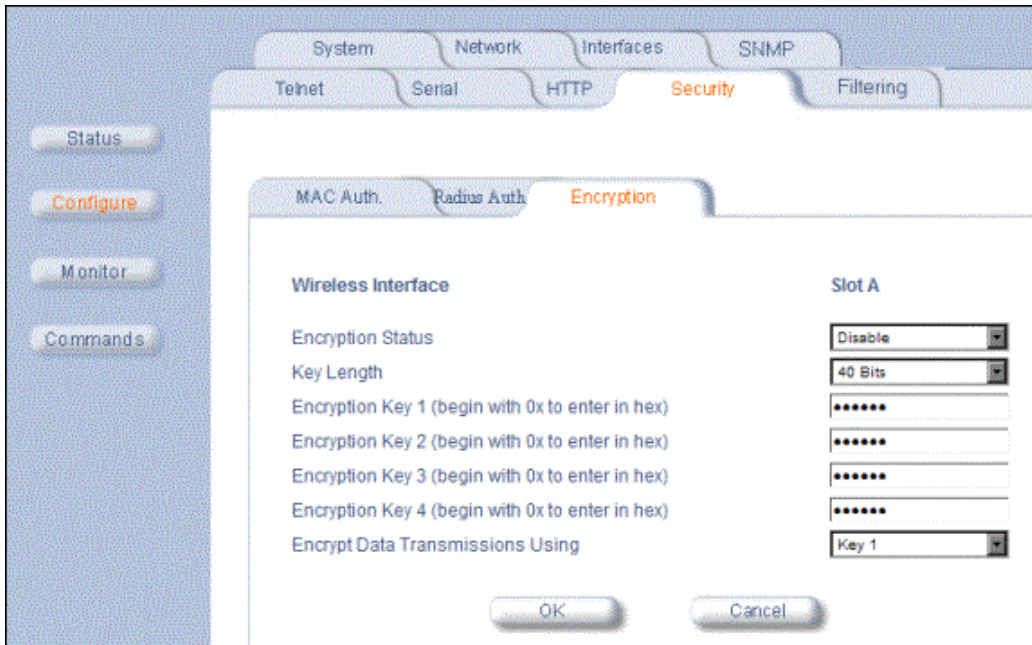 System Network Interfaces SNMP
Telnet Serial HTTP Security Filtering
Status
Configure
Monitor
Commands
MAC Auth. Radius Auth Encryption
Wireless Interface Slot A
Encryption Status Disable
Key Length 40 Bits
Encryption Key 1 (begin with 0x to enter in hex) ••••••
Encryption Key 2 (begin with 0x to enter in hex) ••••••
Encryption Key 3 (begin with 0x to enter in hex) ••••••
Encryption Key 4 (begin with 0x to enter in hex) ••••••
Encrypt Data Transmissions Using Key 1
OK Cancel